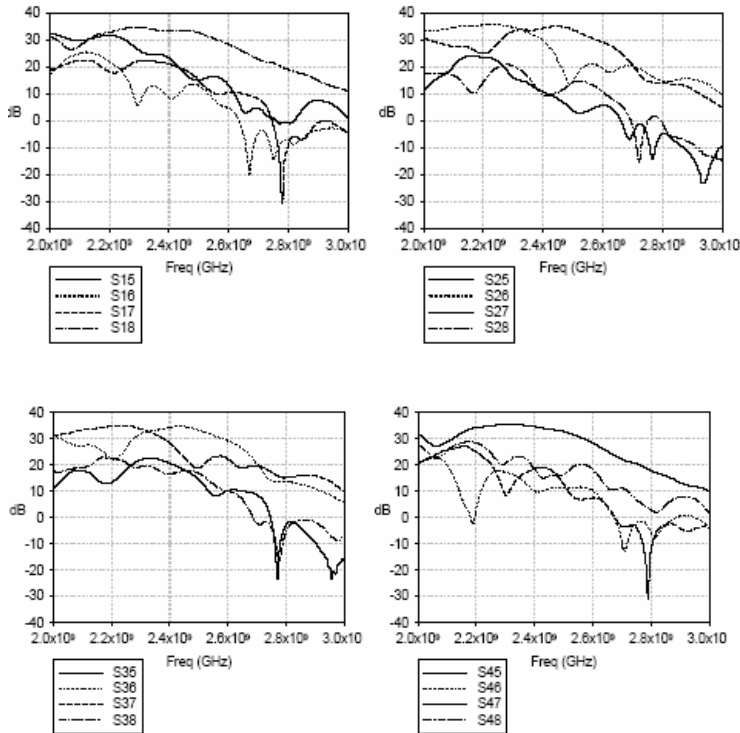 40
40
30
30
20
20
10
10
dB
0
dB
0
-10
-10
-20
-20
-30
-30
-40
-40
2.0x10⁹ 2.2x10⁹ 2.4x10⁹ 2.6x10⁹ 2.8x10⁹ 3.0x10
2.0x10⁹ 2.2x10⁹ 2.4x10⁹ 2.6x10⁹ 2.8x10⁹ 3.0x10⁹
Freq (GHz)
Freq (GHz)
S15
S16
S17
S18
S25
S26
S27
S28
40
40
30
30
20
20
10
10
dB
0
dB
0
-10
-10
-20
-20
-30
-30
-40
-40
2.0x10⁹ 2.2x10⁹ 2.4x10⁹ 2.6x10⁹ 2.8x10⁹ 3.0x10
2.0x10⁹ 2.2x10⁹ 2.4x10⁹ 2.6x10⁹ 2.8x10⁹ 3.0x10
Freq (GHz)
Freq (GHz)
S35
S36
S37
S38
S45
S46
S47
S48